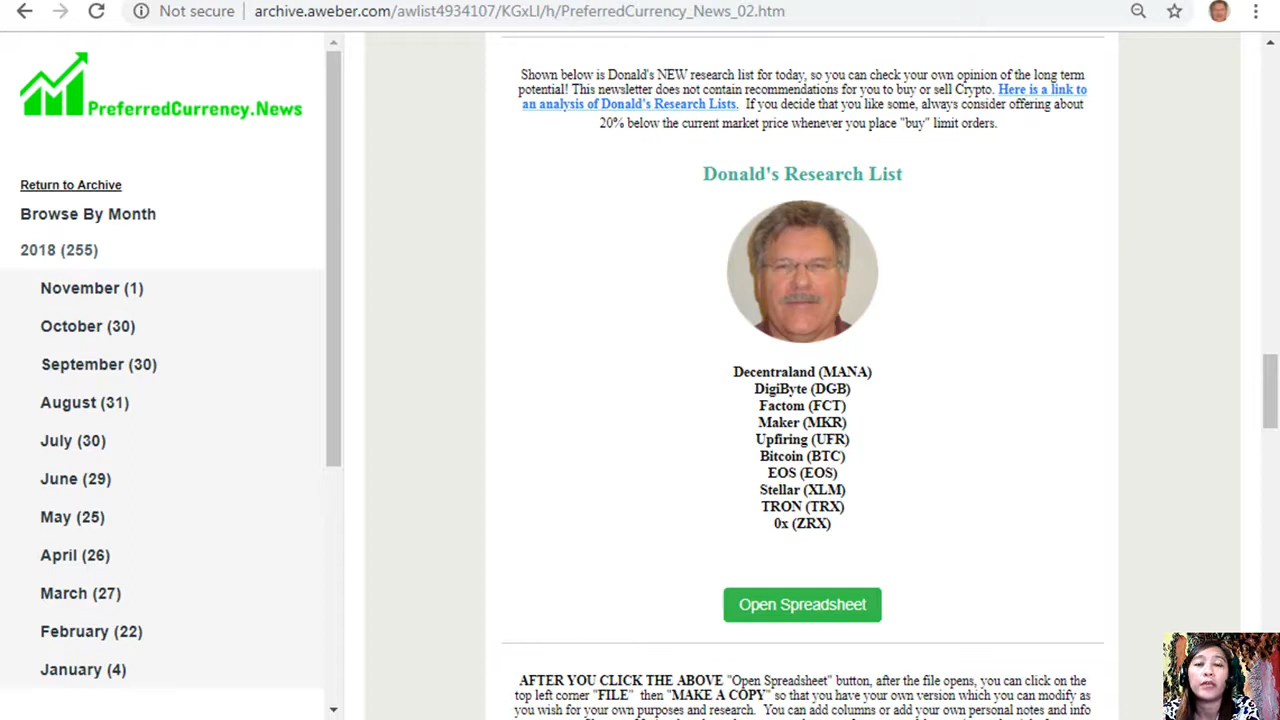 Not secure
archive.aweber.com/awlist4934107/KGxLI/h/PreferredCurrency_News_02.htm
PreferredCurrency.News
Return to Archive
Browse By Month
2018 (255)
November (1)
October (30)
September (30)
August (31)
July (30)
June (29)
May (25)
April (26)
March (27)
February (22)
January (4)
Shown below is Donald's NEW research list for today, so you can check your own opinion of the long term
potential! This newsletter does not contain recommendations for you to buy or sell Crypto. Here is a link to
an analysis of Donald's Research Lists. If you decide that you like some, always consider offering about
20% below the current market price whenever you place "buy" limit orders.
Donald's Research List
Decentraland (MANA)
DigiByte (DGB)
Factom (FCT)
Maker (MKR)
Upfiring (UFR)
Bitcoin (BTC)
EOS (EOS)
Stellar (XLM)
TRON (TRX)
0x (ZRX)
Open Spreadsheet
AFTER YOU CLICK THE ABOVE "Open Spreadsheet" button, after the file opens, you can click on the
top left corner "FILE" then "MAKE A COPY" so that you have your own version which you can modify as
you wish for your own purposes and research. You can add columns or add your own personal notes and info